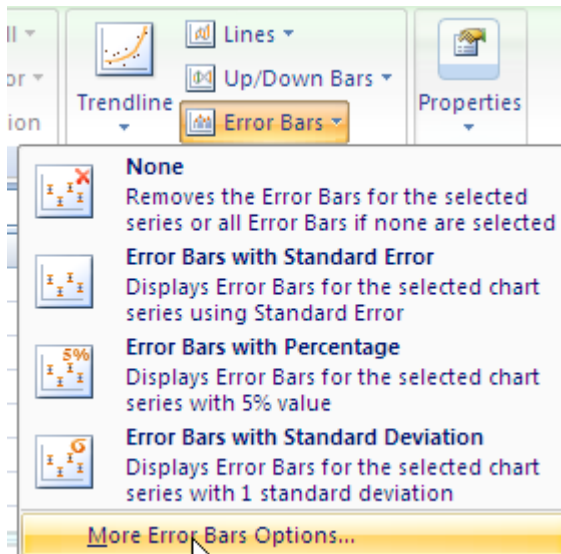 ll
Lines
or
Up/Down Bars
Trendline
Properties
ion
Error Bars
None
Removes the Error Bars for the selected
series or all Error Bars if none are selected
Error Bars with Standard Error
Displays Error Bars for the selected chart
series using Standard Error
5%
Error Bars with Percentage
Displays Error Bars for the selected chart
series with 5% value
σ
Error Bars with Standard Deviation
Displays Error Bars for the selected chart
series with 1 standard deviation
More Error Bars Options...